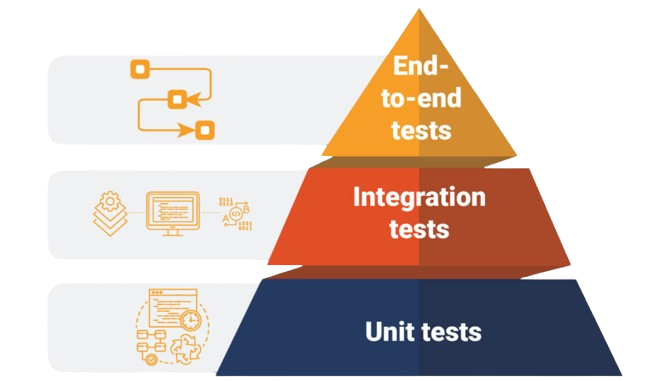 End-
to-end
tests
Integration
tests
Unit tests